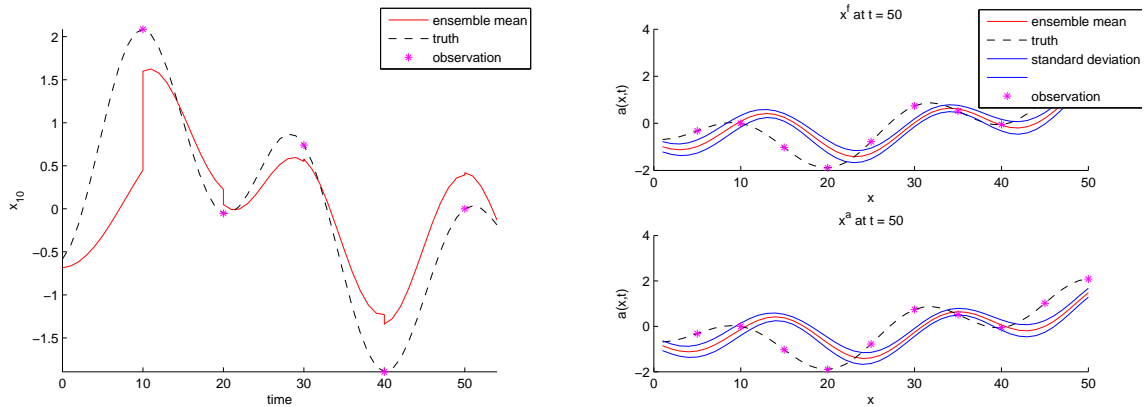 ensemble mean
truth
observation
2
1.5
1
0.5
0
−0.5
−1
−1.5
x10
0
10
20
30
40
50
time
x^f at t = 50
ensemble mean
truth
standard deviation
observation
4
2
0
−2
a(x,t)
0
10
20
30
40
50
x
x^a at t = 50
4
2
0
−2
a(x,t)
0
10
20
30
40
50
x